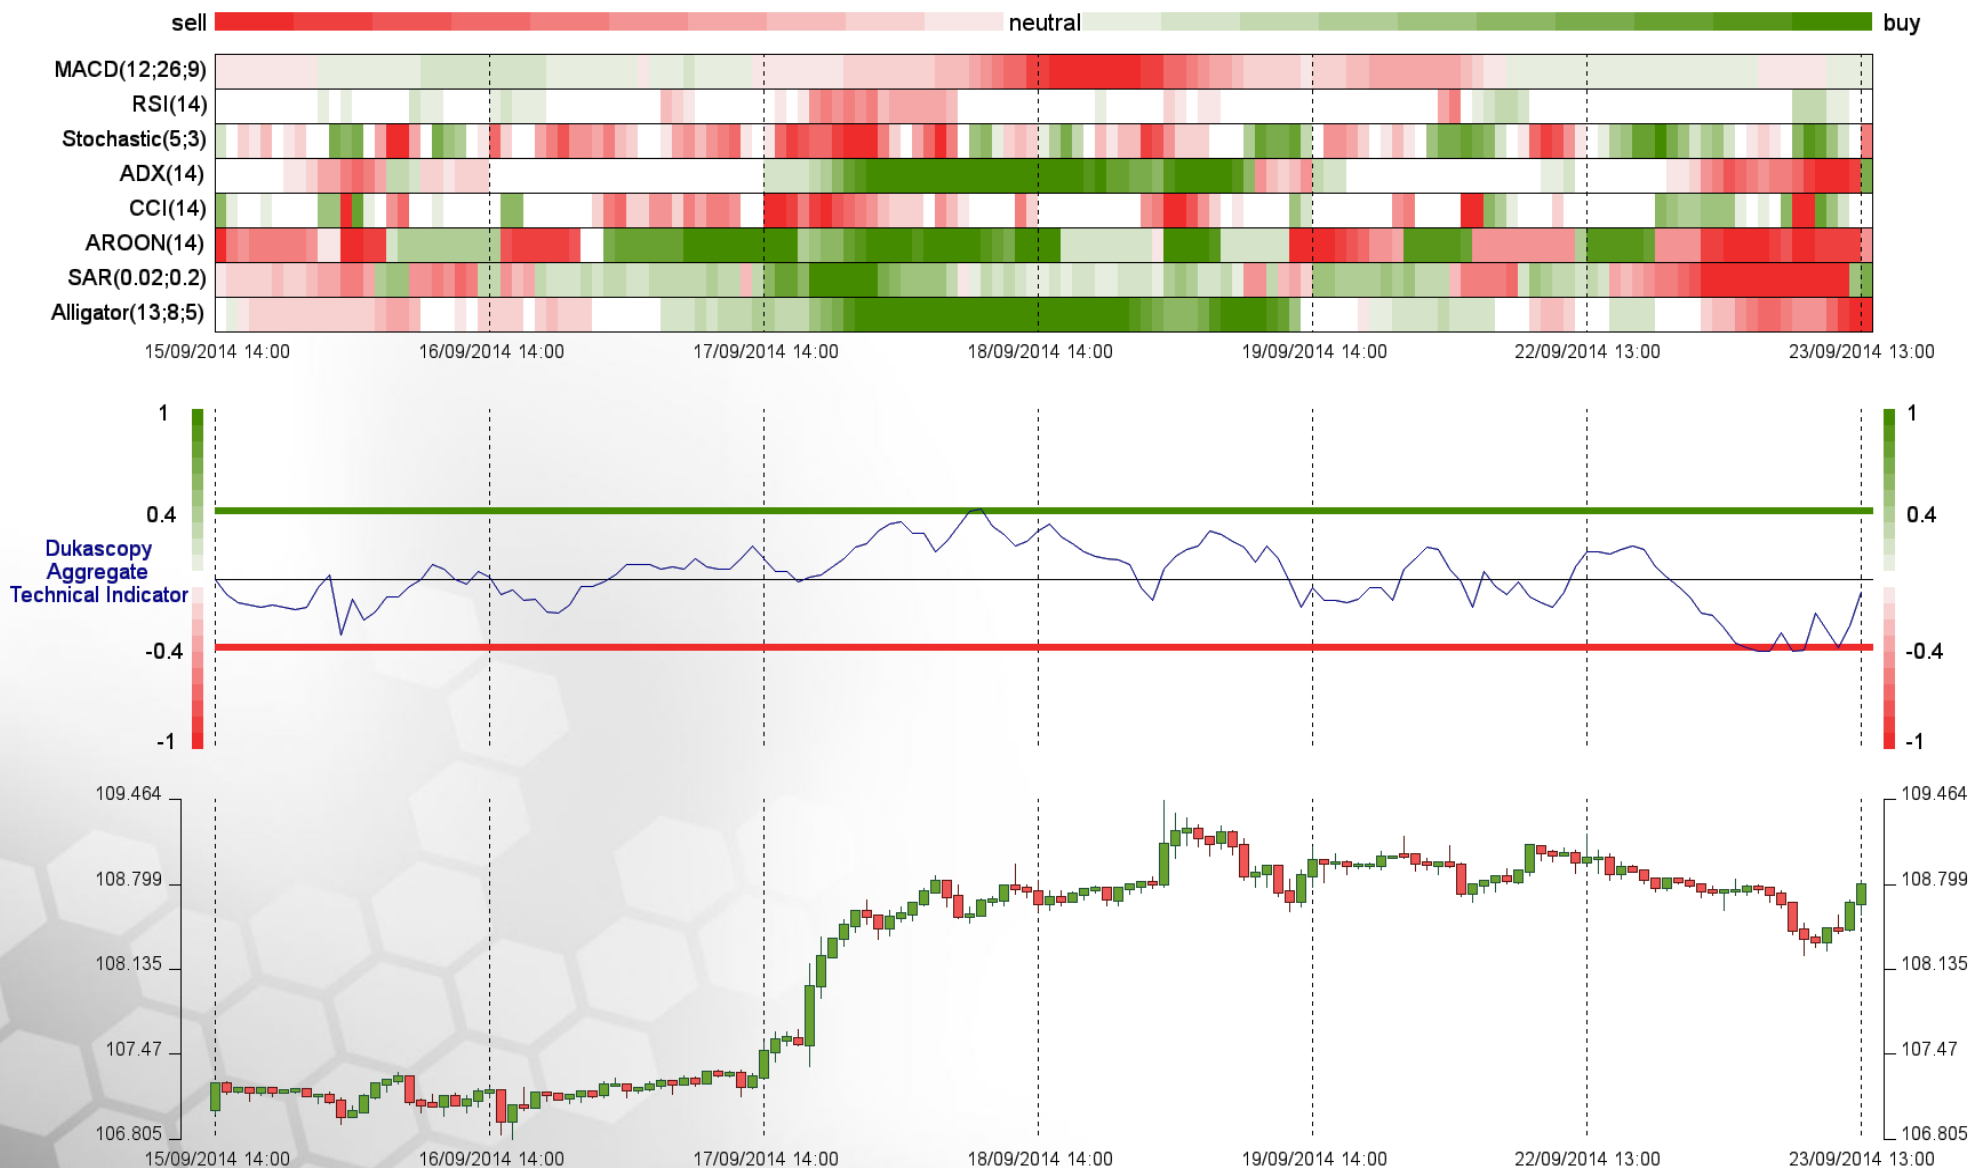 sell neutral buy
MACD(12;26;9)
RSI(14)
Stochastic(5;3)
ADX(14)
CCI(14)
AROON(14)
SAR(0.02;0.2)
Alligator(13;8;5)
15/09/2014 14:00 16/09/2014 14:00 17/09/2014 14:00 18/09/2014 14:00 19/09/2014 14:00 22/09/2014 13:00 23/09/2014 13:00
1 1
0.4 0.4
Dukascopy
Aggregate
Technical Indicator
-0.4 -0.4
-1 -1
109.464 109.464
108.799 108.799
108.135 108.135
107.47 107.47
106.805 106.805
15/09/2014 14:00 16/09/2014 14:00 17/09/2014 14:00 18/09/2014 14:00 19/09/2014 14:00 22/09/2014 13:00 23/09/2014 13:00